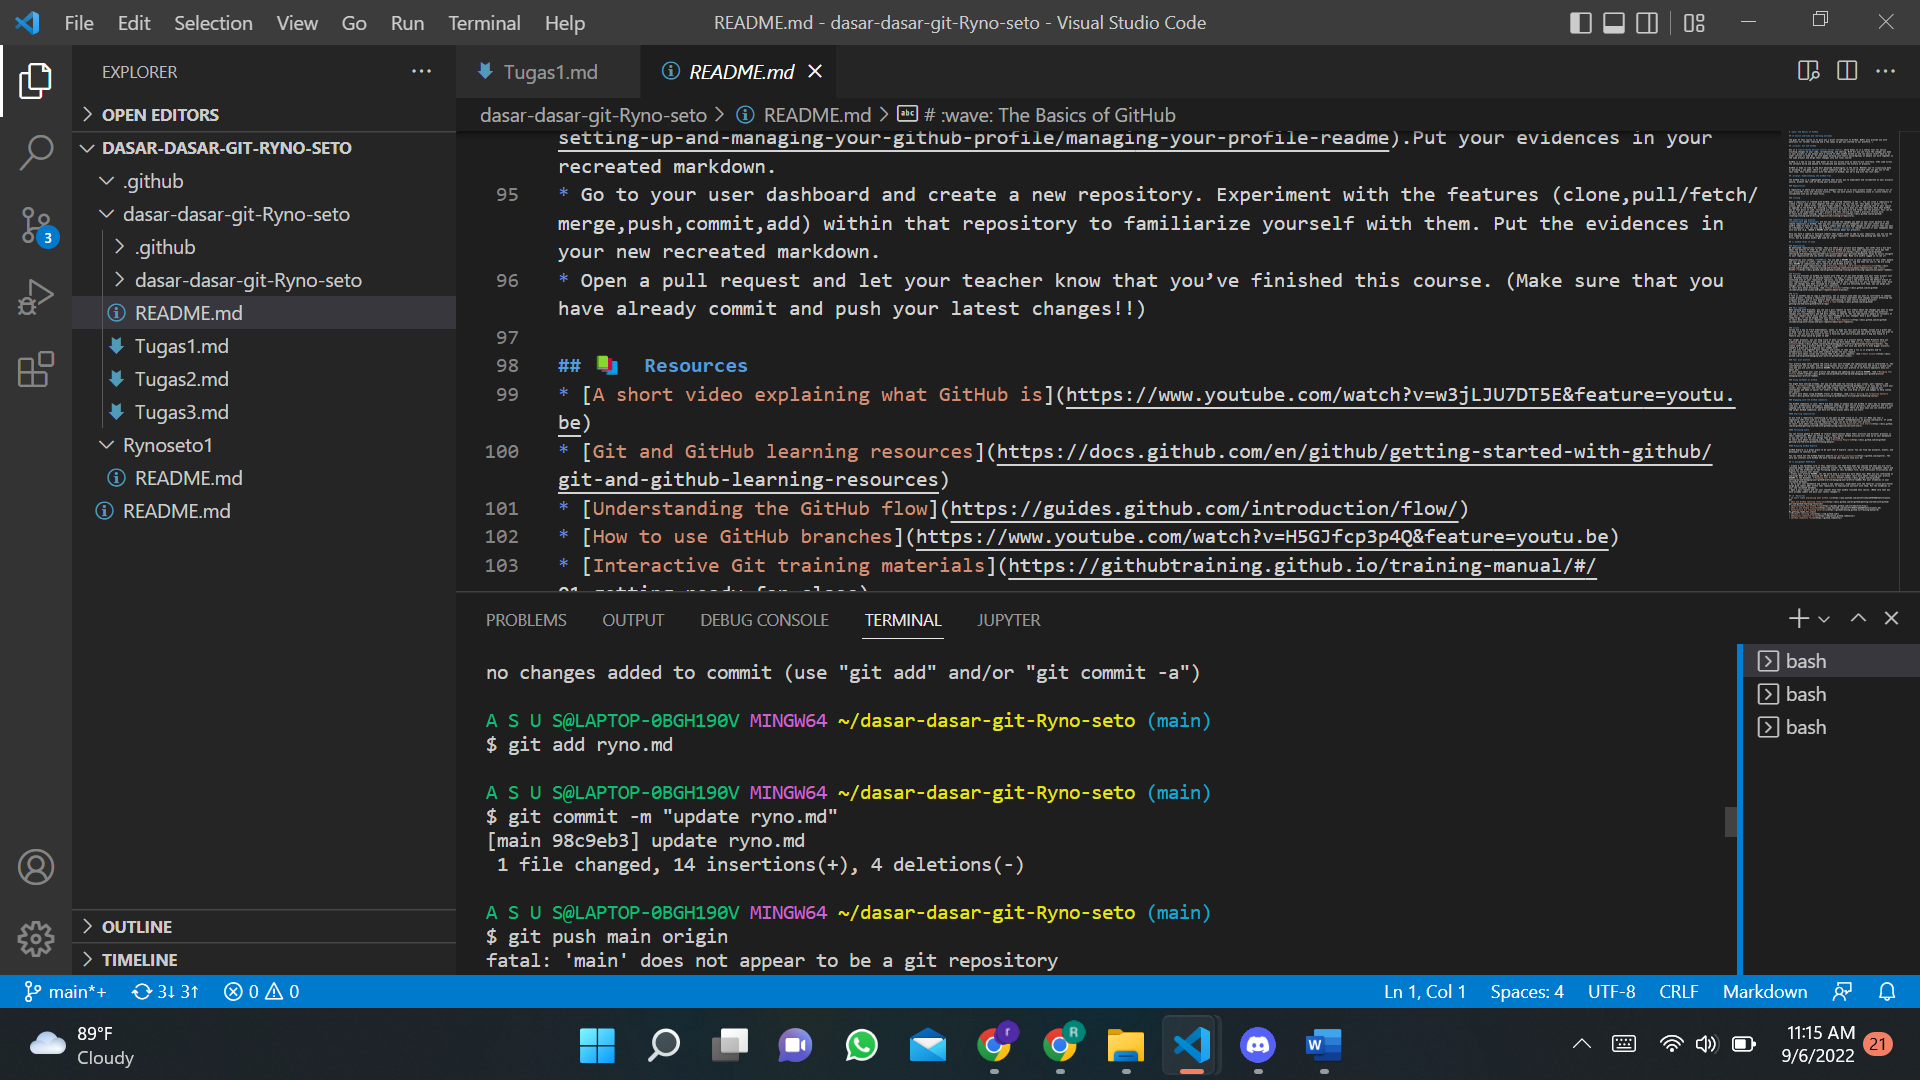 File Edit Selection View Go Run Terminal Help
README.md - dasar-dasar-git-Ryno-seto - Visual Studio Code
EXPLORER
OPEN EDITORS
DASAR-DASAR-GIT-RYNO-SETO
.github
dasar-dasar-git-Ryno-seto
.github
dasar-dasar-git-Ryno-seto
README.md
Tugas1.md
Tugas2.md
Tugas3.md
Rynoseto1
README.md
README.md
OUTLINE
TIMELINE
3
Tugas1.md
README.md
dasar-dasar-git-Ryno-seto > README.md > # :wave: The Basics of GitHub
setting-up-and-managing-your-github-profile/managing-your-profile-readme).Put your evidences in your
recreated markdown.
95 * Go to your user dashboard and create a new repository. Experiment with the features (clone,pull/fetch/
merge,push,commit,add) within that repository to familiarize yourself with them. Put the evidences in
your new recreated markdown.
96 * Open a pull request and let your teacher know that you’ve finished this course. (Make sure that you
have already commit and push your latest changes!!)
97
98 ## 📚 Resources
99 * [A short video explaining what GitHub is](https://www.youtube.com/watch?v=w3jLJU7DT5E&feature=youtu.
be)
100 * [Git and GitHub learning resources](https://docs.github.com/en/github/getting-started-with-github/
git-and-github-learning-resources)
101 * [Understanding the GitHub flow](https://guides.github.com/introduction/flow/)
102 * [How to use GitHub branches](https://www.youtube.com/watch?v=H5GJfcp3p4Q&feature=youtu.be)
103 * [Interactive Git training materials](https://githubtraining.github.io/training-manual/#/
PROBLEMS OUTPUT DEBUG CONSOLE TERMINAL JUPYTER
no changes added to commit (use "git add" and/or "git commit -a")
A S U S@LAPTOP-0BGH190V MINGW64 ~/dasar-dasar-git-Ryno-seto (main)
$ git add ryno.md
A S U S@LAPTOP-0BGH190V MINGW64 ~/dasar-dasar-git-Ryno-seto (main)
$ git commit -m "update ryno.md"
[main 98c9eb3] update ryno.md
1 file changed, 14 insertions(+), 4 deletions(-)
A S U S@LAPTOP-0BGH190V MINGW64 ~/dasar-dasar-git-Ryno-seto (main)
$ git push main origin
fatal: 'main' does not appear to be a git repository
bash
bash
bash
main*+ 3↓ 3↑ 0 0
Ln 1, Col 1 Spaces: 4 UTF-8 CRLF Markdown
89°F
Cloudy
r
R
W
11:15 AM
9/6/2022
21